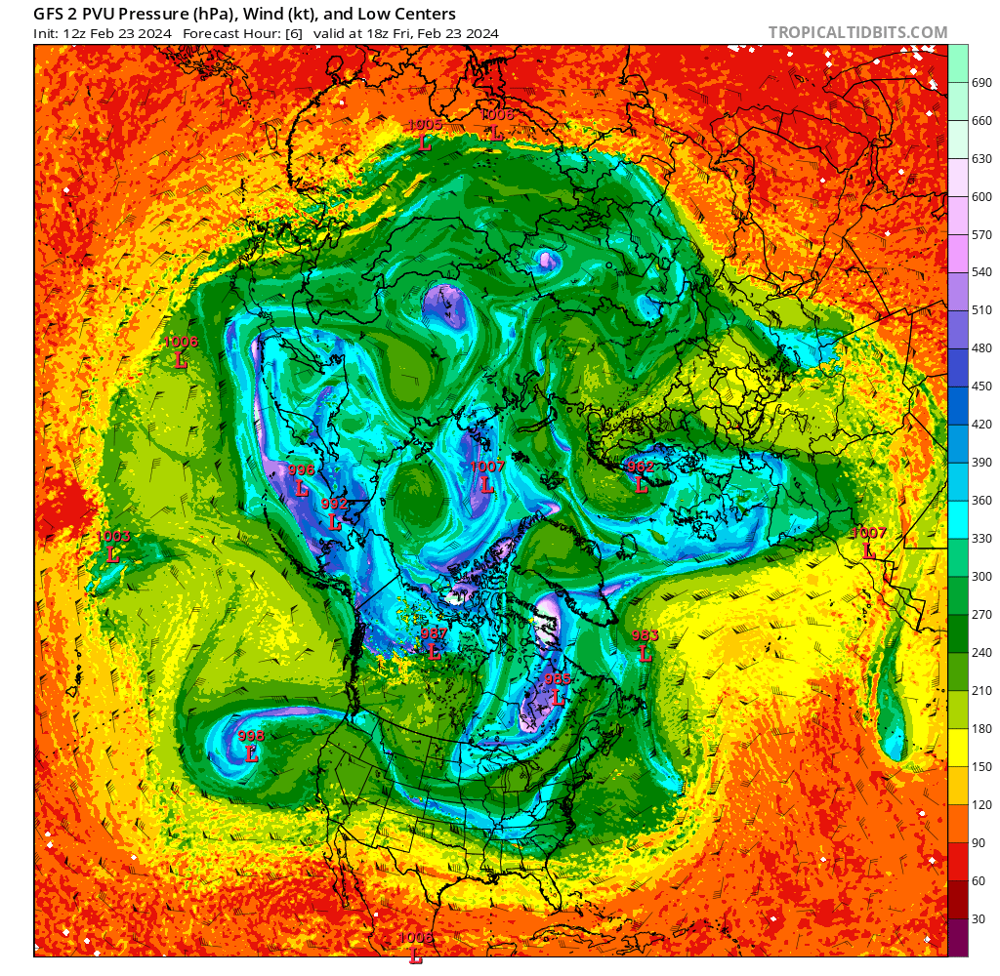 GFS 2 PVU Pressure (hPa), Wind (kt), and Low Centers
Init: 12z Feb 23 2024 Forecast Hour: [6] valid at 18z Fri, Feb 23 2024
TROPICALTIDBITS.COM
690
660
630
600
570
540
510
480
450
420
390
360
330
300
270
240
210
180
150
120
90
60
30
1006
L
1005
L
1008
L
996
L
1007
L
982
L
992
L
1003
L
1007
L
987
L
983
L
985
L
998
L
1006
L